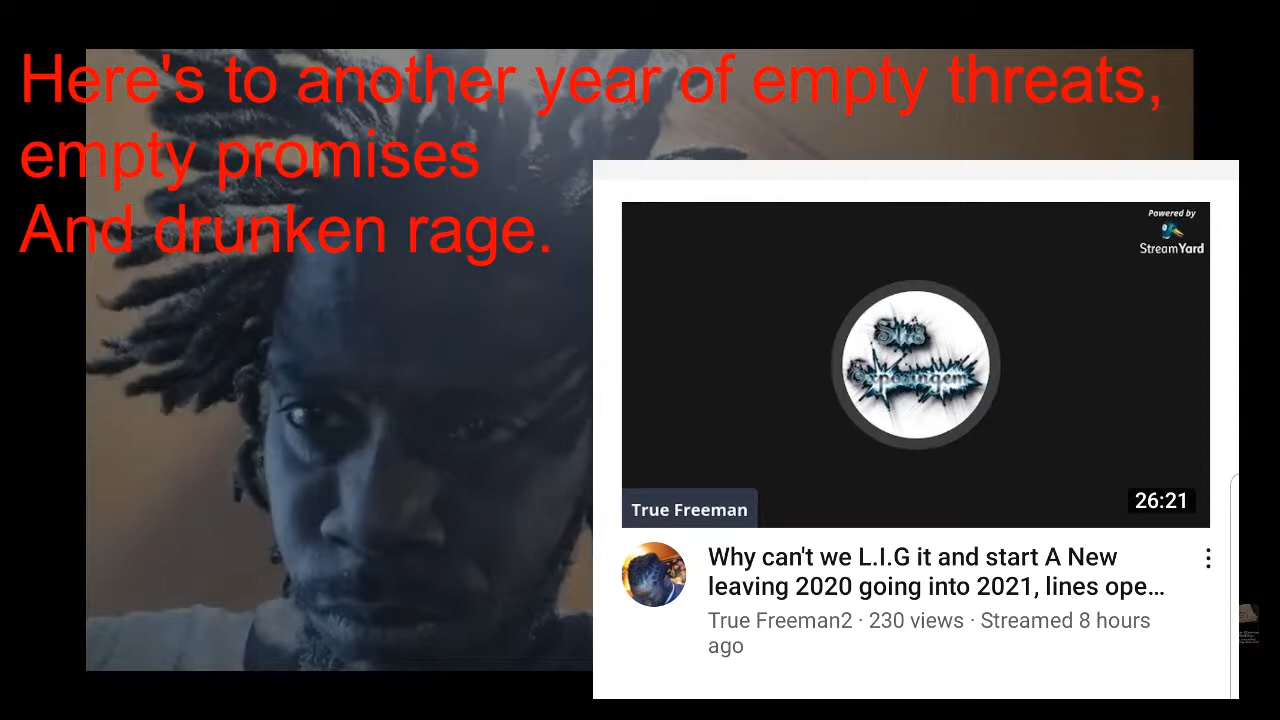 Here's to another year of empty threats,
empty promises
And drunken rage.
Powered by
StreamYard
Str8
Exposingem
True Freeman
26:21
Why can't we L.I.G it and start A New
leaving 2020 going into 2021, lines ope...
True Freeman2 · 230 views · Streamed 8 hours
ago